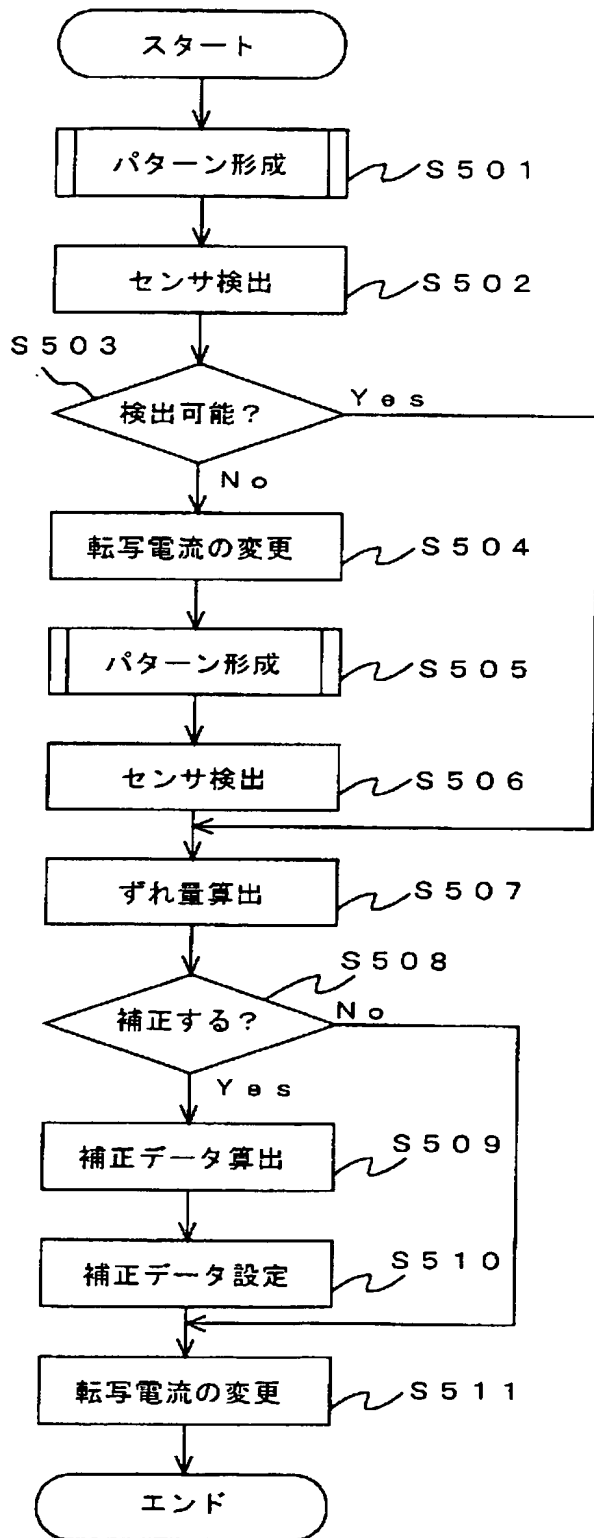 スタート
パターン形成
S501
センサ検出
S502
S503
検出可能？
Yes
No
転写電流の変更
S504
パターン形成
S505
センサ検出
S506
ずれ量算出
S507
S508
補正する？
No
Yes
補正データ算出
S509
補正データ設定
S510
転写電流の変更
S511
エンド